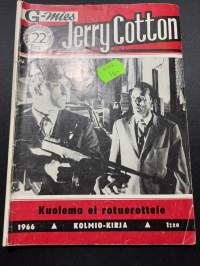 G-mies
Jerry Cotton
22
Kuolema ei rotuerottele
1966 ▲ KOLMIO-KIRJA ▲ 1:20